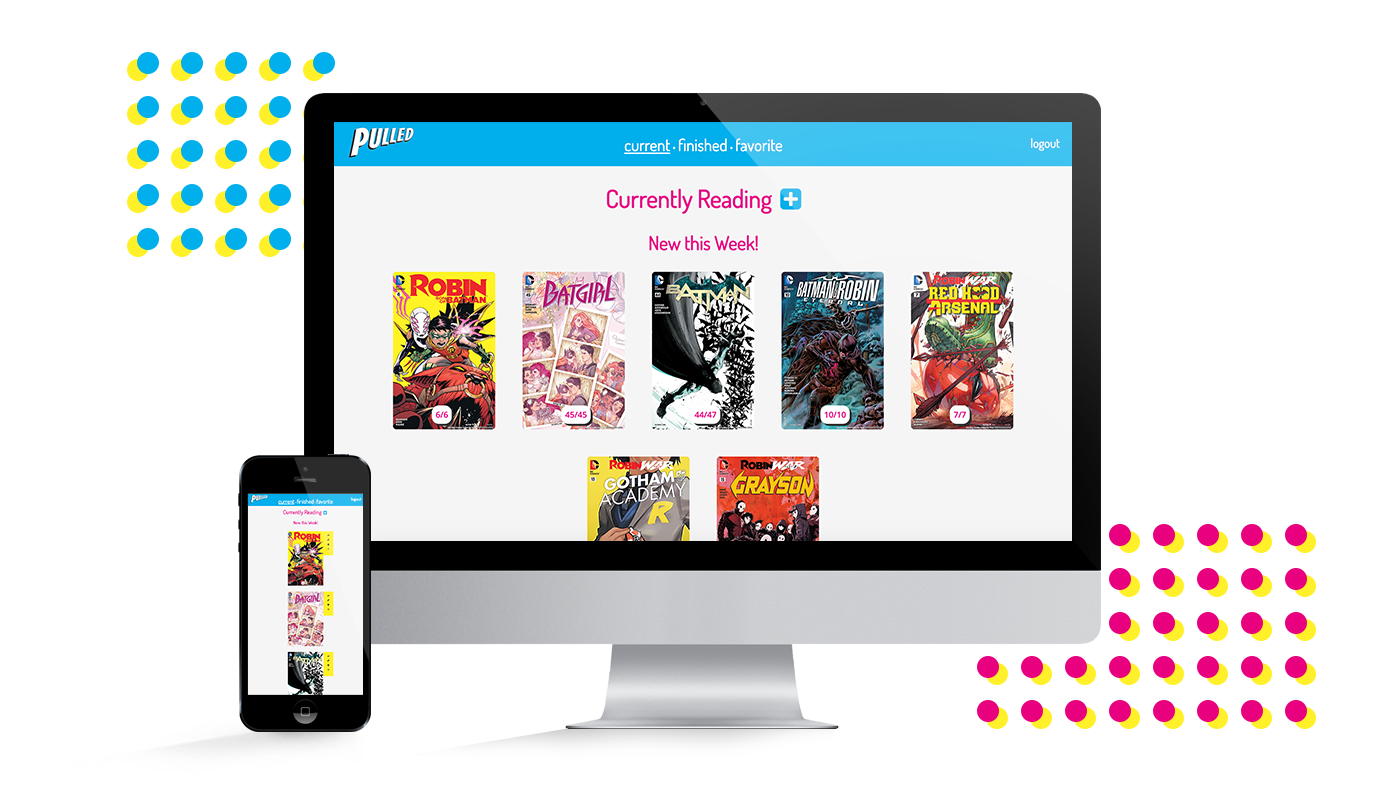 PULLED
current · finished · favorite
logout
Currently Reading
New this Week!
ROBIN
SON OF BATMAN
6/6
BATGIRL
45/45
BATMAN
44/47
BATMAN & ROBIN
ETERNAL
10/10
ROBIN WAR
RED HOOD
ARSENAL
7
7/7
ROBIN WAR
GOTHAM
ACADEMY
R
ROBIN WAR
GRAYSON
PULLED
current · finished · favorite
logout
Currently Reading
New this Week!
ROBIN
BATGIRL
BATMAN